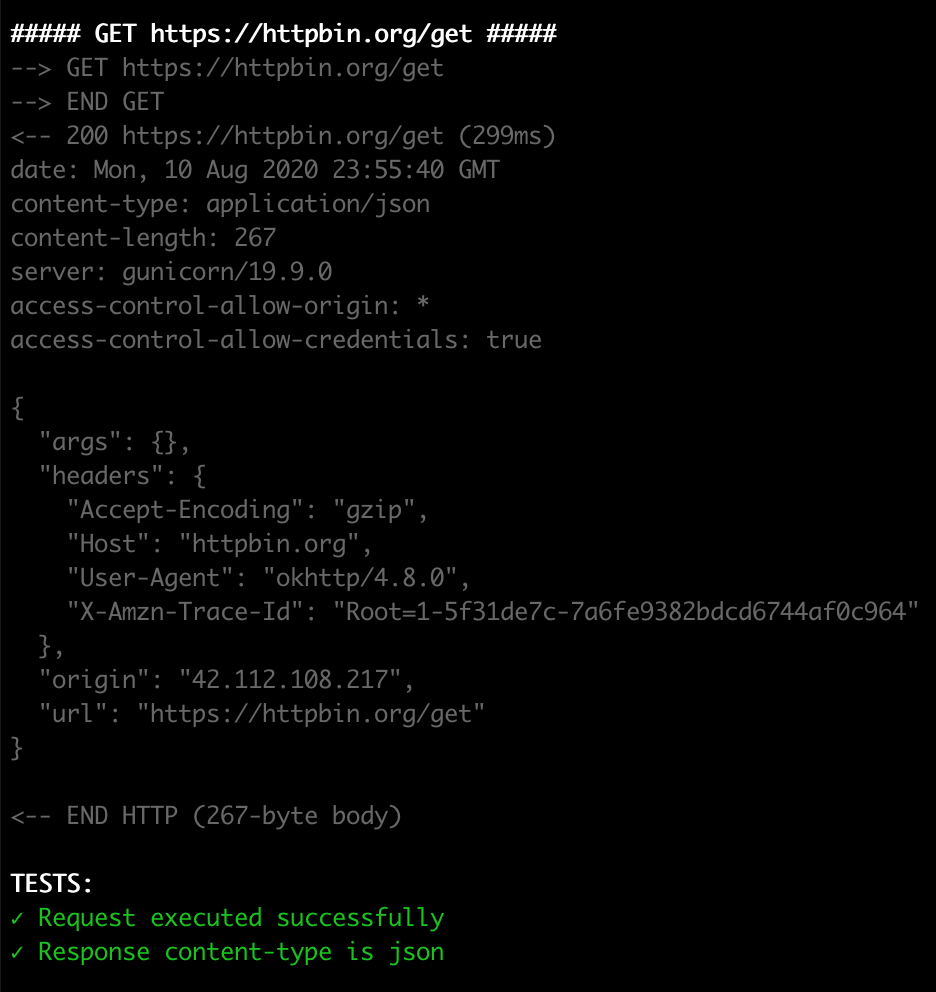 ##### GET https://httpbin.org/get #####
--> GET https://httpbin.org/get
--> END GET
<-- 200 https://httpbin.org/get (299ms)
date: Mon, 10 Aug 2020 23:55:40 GMT
content-type: application/json
content-length: 267
server: gunicorn/19.9.0
access-control-allow-origin: *
access-control-allow-credentials: true

{
  "args": {},
  "headers": {
    "Accept-Encoding": "gzip",
    "Host": "httpbin.org",
    "User-Agent": "okhttp/4.8.0",
    "X-Amzn-Trace-Id": "Root=1-5f31de7c-7a6fe9382bdcd6744af0c964"
  },
  "origin": "42.112.108.217",
  "url": "https://httpbin.org/get"
}

<-- END HTTP (267-byte body)

TESTS:
✓ Request executed successfully
✓ Response content-type is json